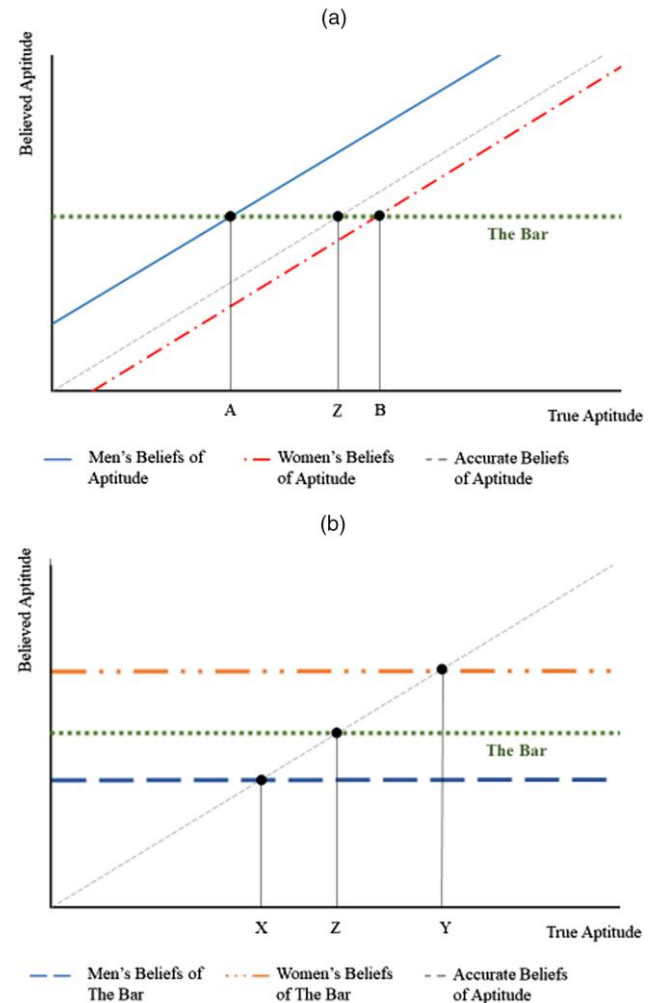 (a)
Believed Aptitude
The Bar
A Z B
True Aptitude
Men's Beliefs of Aptitude
Women's Beliefs of Aptitude
Accurate Beliefs of Aptitude
(b)
Believed Aptitude
The Bar
X Z Y
True Aptitude
Men's Beliefs of The Bar
Women's Beliefs of The Bar
Accurate Beliefs of Aptitude